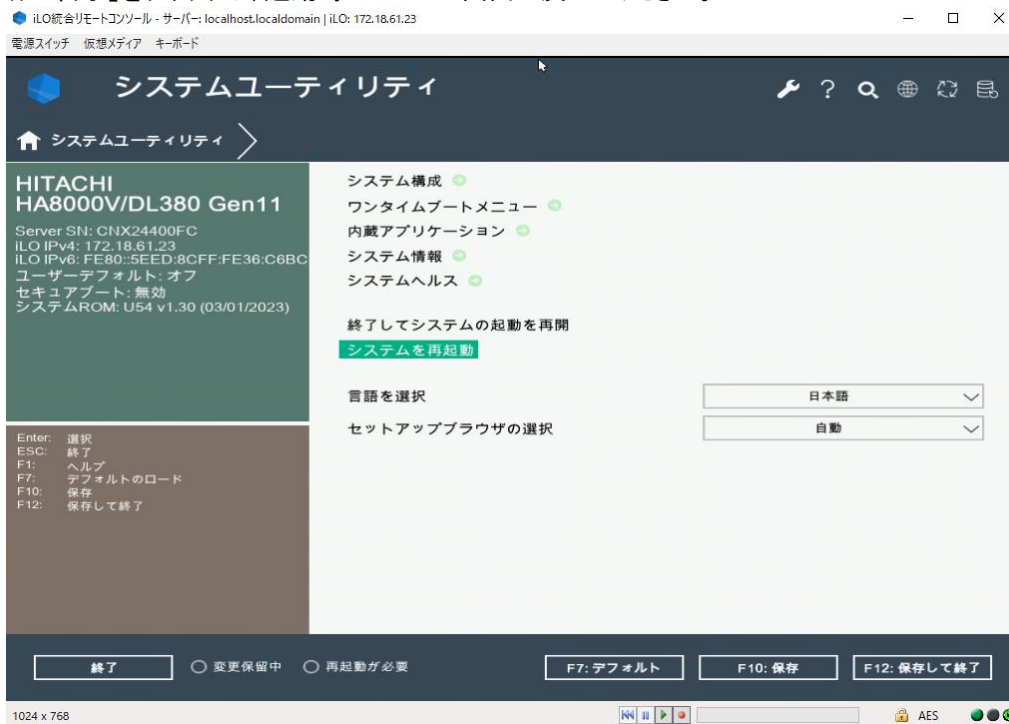 iLO統合リモートコンソール - サーバー: localhost.localdomain | iLO: 172.18.61.23
電源スイッチ 仮想メディア キーボード
システムユーティリティ
システムユーティリティ
HITACHI
HA8000V/DL380 Gen11
Server SN: CNX24400FC
iLO IPv4: 172.18.61.23
iLO IPv6: FE80::5EED:8CFF:FE36:C6BC
ユーザーデフォルト: オフ
セキュアブート: 無効
システムROM: U54 v1.30 (03/01/2023)
システム構成
ワンタイムブートメニュー
内蔵アプリケーション
システム情報
システムヘルス
終了してシステムの起動を再開
システムを再起動
言語を選択 日本語
セットアップブラウザの選択 自動
Enter: 選択
ESC: 終了
F1: ヘルプ
F7: デフォルトのロード
F10: 保存
F12: 保存して終了
終了 変更保留中 再起動が必要 F7: デフォルト F10: 保存 F12: 保存して終了
1024 x 768 AES